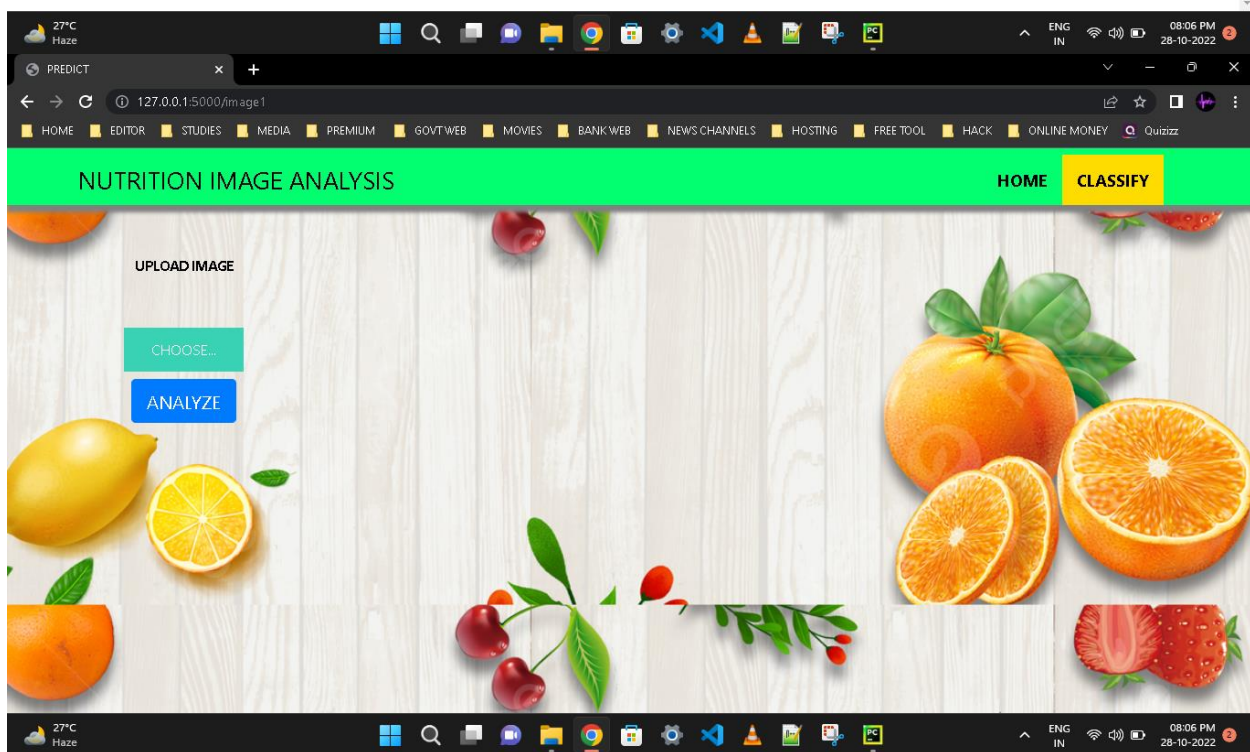 27°C
Haze
ENG
IN
08:06 PM
28-10-2022
2
PREDICT
127.0.0.1:5000/image1
HOME EDITOR STUDIES MEDIA PREMIUM GOVT WEB MOVIES BANK WEB NEWS CHANNELS HOSTING FREE TOOL HACK ONLINE MONEY Quizizz
NUTRITION IMAGE ANALYSIS HOME CLASSIFY
UPLOAD IMAGE
CHOOSE...
ANALYZE
27°C
Haze
ENG
IN
08:06 PM
28-10-2022
2